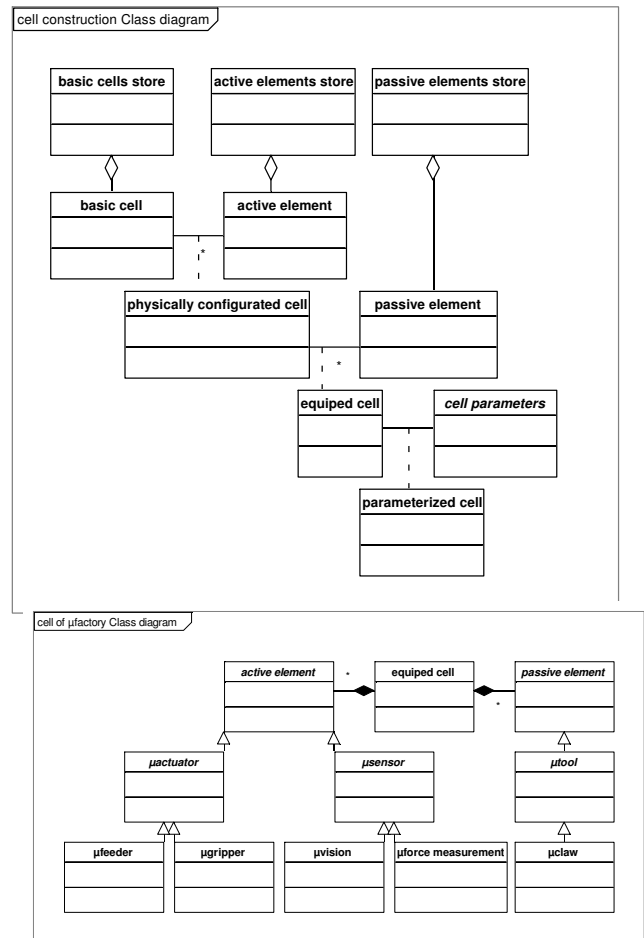 cell construction Class diagram
basic cells store
active elements store
passive elements store
basic cell
active element
*
physically configurated cell
passive element
*
equiped cell
cell parameters
parameterized cell
cell of µfactory Class diagram
active element
*
equiped cell
passive element
*
µactuator
µsensor
µtool
µfeeder
µgripper
µvision
µforce measurement
µclaw